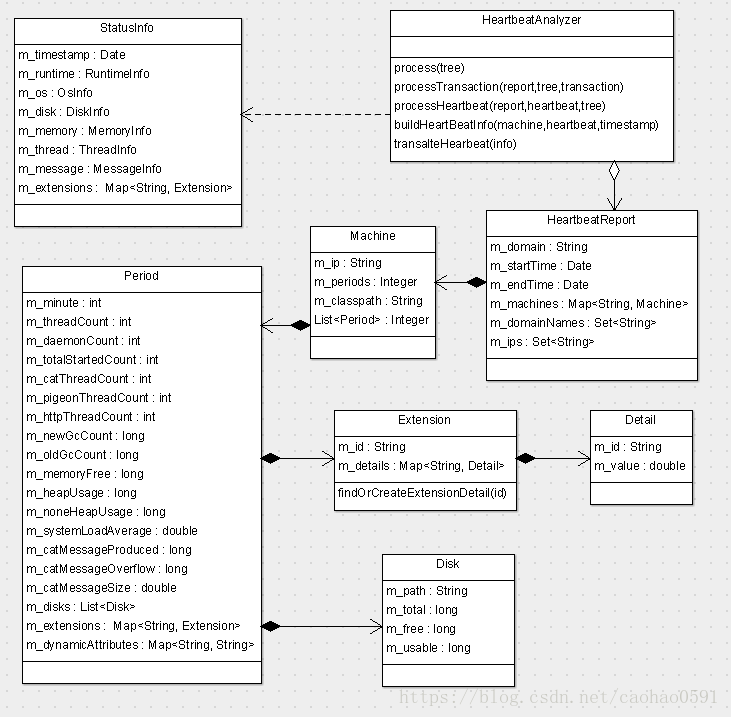 StatusInfo
m_timestamp : Date
m_runtime : RuntimeInfo
m_os : OsInfo
m_disk : DiskInfo
m_memory : MemoryInfo
m_thread : ThreadInfo
m_message : MessageInfo
m_extensions : Map<String, Extension>
HeartbeatAnalyzer
process(tree)
processTransaction(report,tree,transaction)
processHeartbeat(report,heartbeat,tree)
buildHeartBeatInfo(machine,heartbeat,timestamp)
transalteHearbeat(info)
Machine
m_ip : String
m_periods : Integer
m_classpath : String
List<Period> : Integer
HeartbeatReport
m_domain : String
m_startTime : Date
m_endTime : Date
m_machines : Map<String, Machine>
m_domainNames : Set<String>
m_ips : Set<String>
Period
m_minute : int
m_threadCount : int
m_daemonCount : int
m_totalStartedCount : int
m_catThreadCount : int
m_pigeonThreadCount : int
m_httpThreadCount : int
m_newGcCount : long
m_oldGcCount : long
m_memoryFree : long
m_heapUsage : long
m_noneHeapUsage : long
m_systemLoadAverage : double
m_catMessageProduced : long
m_catMessageOverflow : long
m_catMessageSize : double
m_disks : List<Disk>
m_extensions : Map<String, Extension>
m_dynamicAttributes : Map<String, String>
Extension
m_id : String
m_details : Map<String, Detail>
findOrCreateExtensionDetail(id)
Detail
m_id : String
m_value : double
Disk
m_path : String
m_total : long
m_free : long
m_usable : long
https://blog.csdn.net/caohao0591